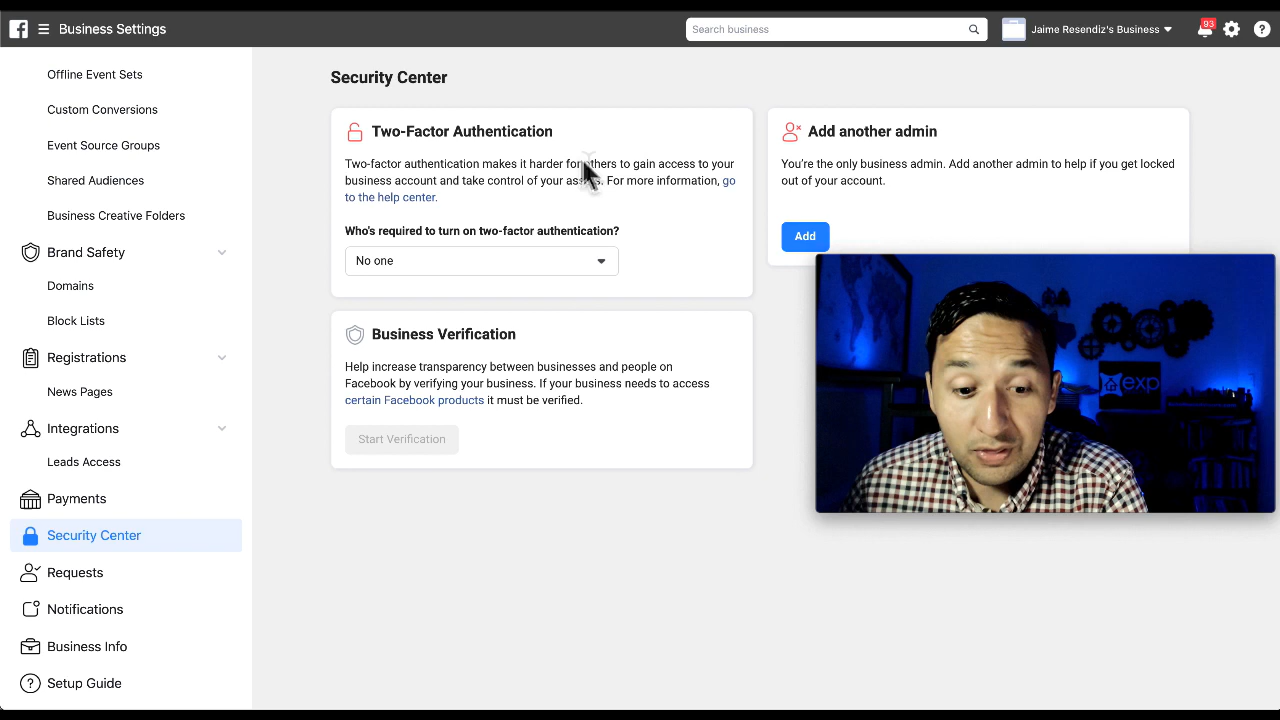 Business Settings
Search business
Jaime Resendiz's Business
93
Offline Event Sets
Custom Conversions
Event Source Groups
Shared Audiences
Business Creative Folders
Brand Safety
Domains
Block Lists
Registrations
News Pages
Integrations
Leads Access
Payments
Security Center
Requests
Notifications
Business Info
Setup Guide
Security Center
Two-Factor Authentication
Two-factor authentication makes it harder for others to gain access to your
business account and take control of your assets. For more information, go
to the help center.
Who's required to turn on two-factor authentication?
No one
Business Verification
Help increase transparency between businesses and people on
Facebook by verifying your business. If your business needs to access
certain Facebook products it must be verified.
Start Verification
Add another admin
You're the only business admin. Add another admin to help if you get locked
out of your account.
Add
exp